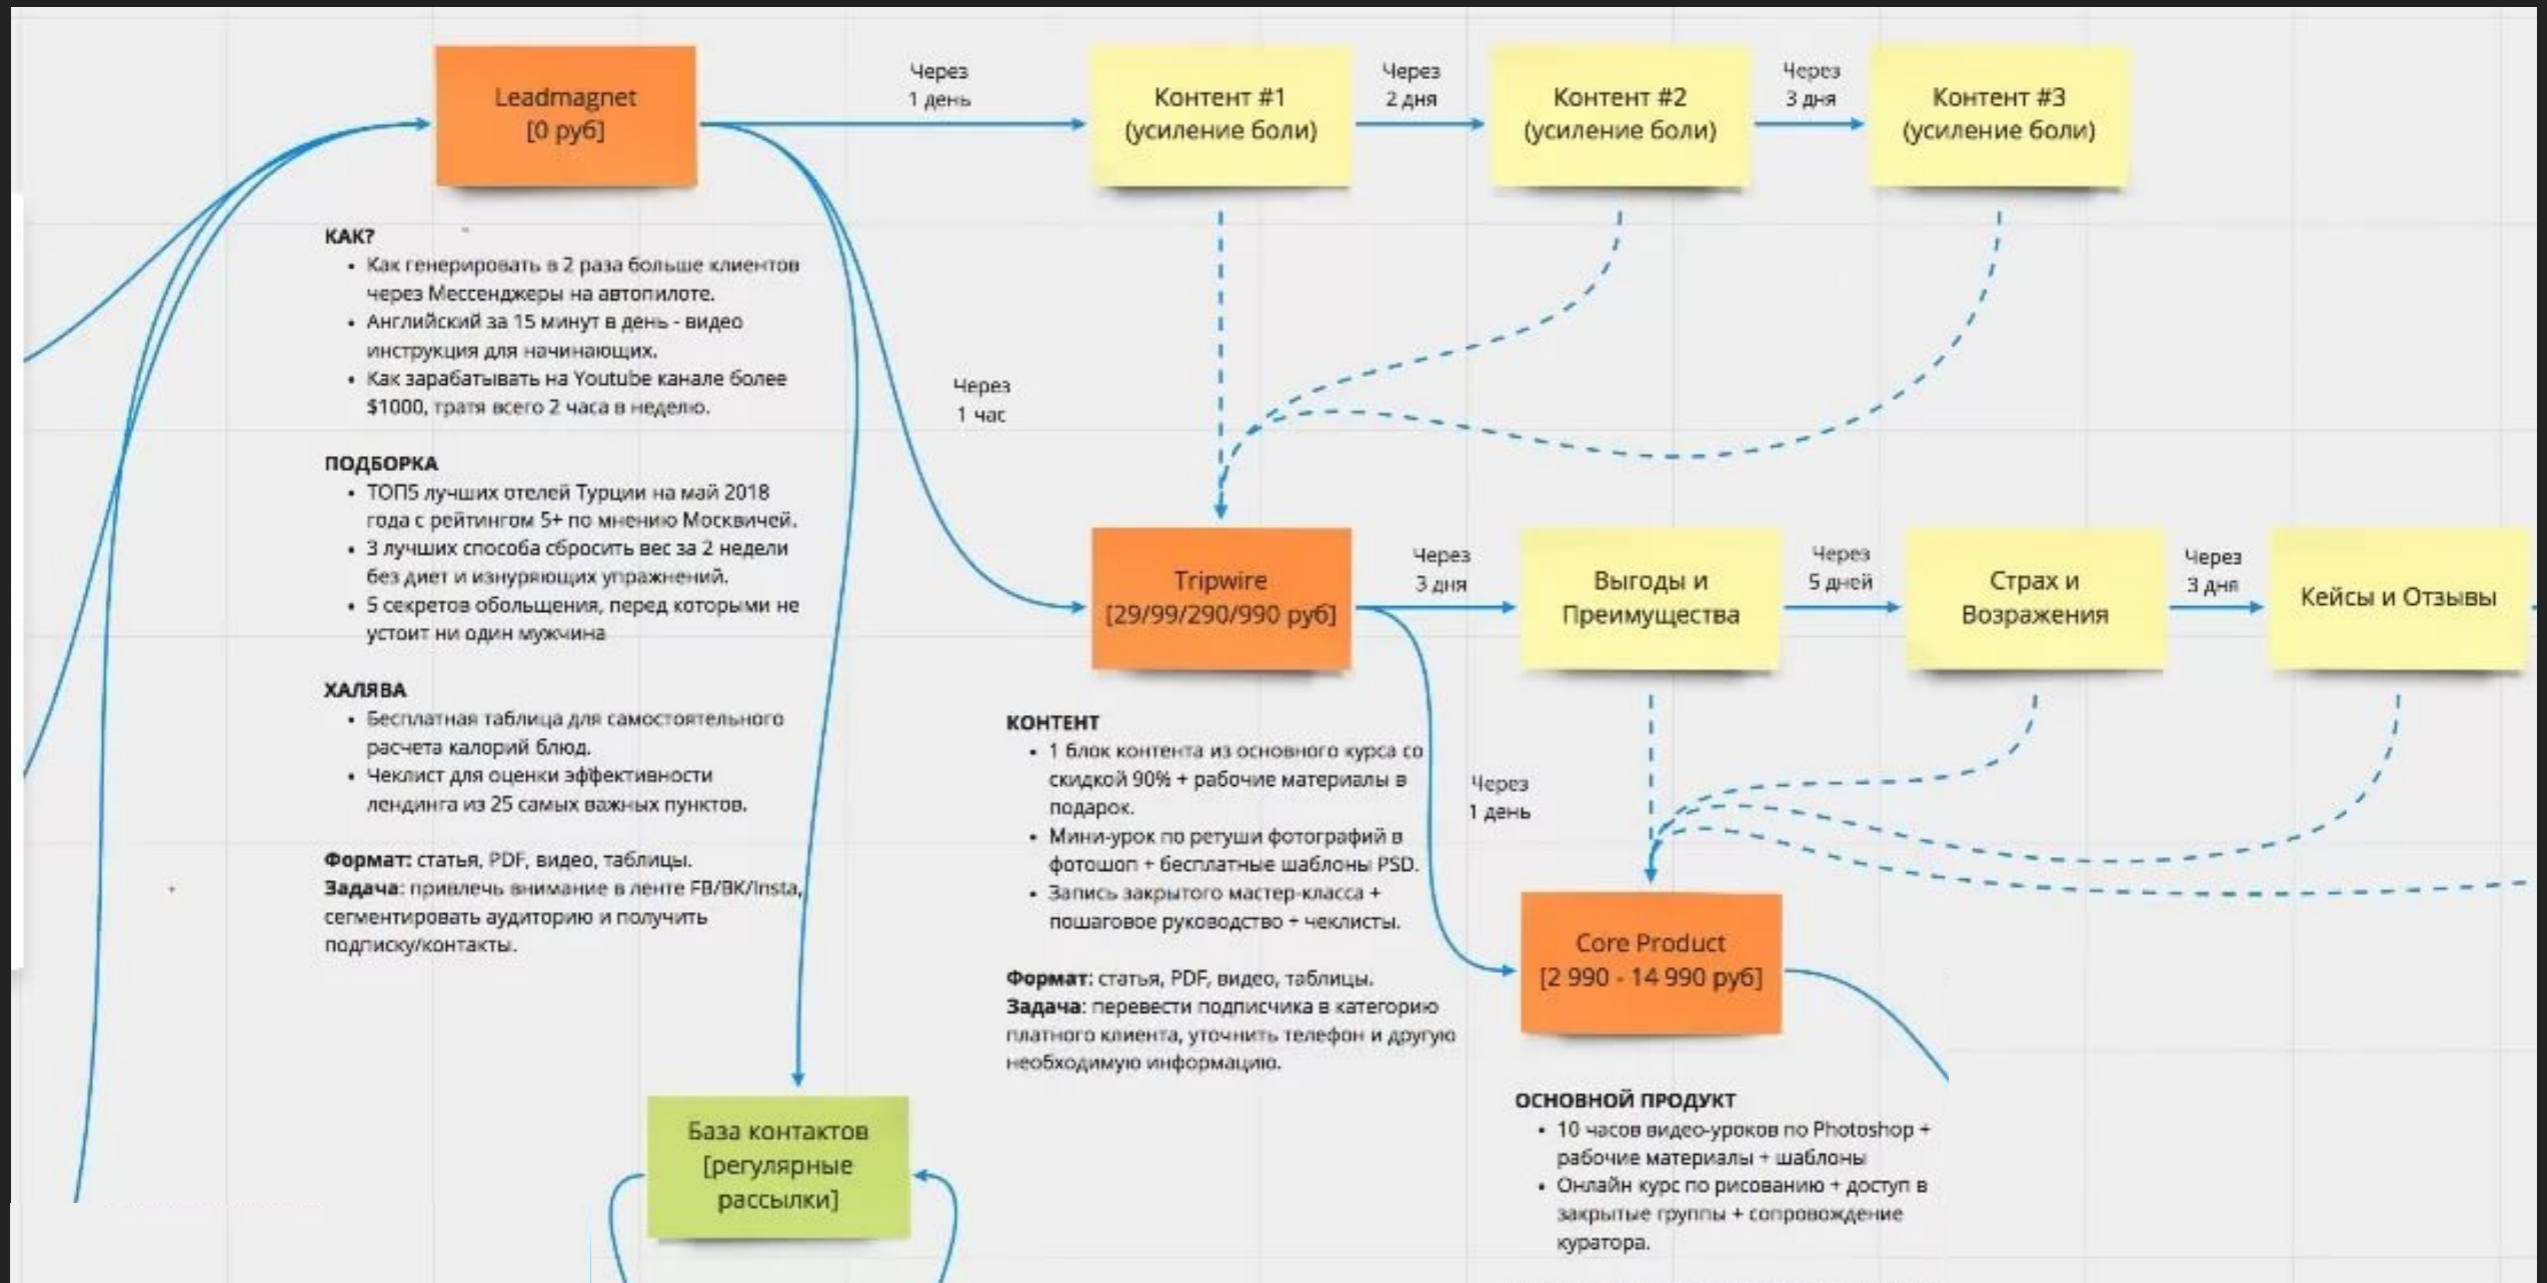 Leadmagnet
[0 руб]
Через
1 день
Контент #1
(усиление боли)
Через
2 дня
Контент #2
(усиление боли)
Через
3 дня
Контент #3
(усиление боли)
КАК?
• Как генерировать в 2 раза больше клиентов
через Мессенджеры на автопилоте.
• Английский за 15 минут в день - видео
инструкция для начинающих.
• Как зарабатывать на Youtube канале более
$1000, тратя всего 2 часа в неделю.
ПОДБОРКА
• ТОП5 лучших отелей Турции на май 2018
года с рейтингом 5+ по мнению Москвичей.
• 3 лучших способа сбросить вес за 2 недели
без диет и изнуряющих упражнений.
• 5 секретов обольщения, перед которыми не
устоит ни один мужчина
ХАЛЯВА
• Бесплатная таблица для самостоятельного
расчета калорий блюд.
• Чеклист для оценки эффективности
лендинга из 25 самых важных пунктов.
Формат: статья, PDF, видео, таблицы.
Задача: привлечь внимание в ленте FB/ВК/Insta,
сегментировать аудиторию и получить
подписку/контакты.
Через
1 час
Tripwire
[29/99/290/990 руб]
Через
3 дня
Выгоды и
Преимущества
Через
5 дней
Страх и
Возражения
Через
3 дня
Кейсы и Отзывы
КОНТЕНТ
• 1 блок контента из основного курса со
скидкой 90% + рабочие материалы в
подарок.
• Мини-урок по ретуши фотографий в
фотошоп + бесплатные шаблоны PSD.
• Запись закрытого мастер-класса +
пошаговое руководство + чеклисты.
Формат: статья, PDF, видео, таблицы.
Задача: перевести подписчика в категорию
платного клиента, уточнить телефон и другую
необходимую информацию.
Через
1 день
Core Product
[2 990 - 14 990 руб]
ОСНОВНОЙ ПРОДУКТ
• 10 часов видео-уроков по Photoshop +
рабочие материалы + шаблоны
• Онлайн курс по рисованию + доступ в
закрытые группы + сопровождение
куратора.
База контактов
[регулярные
рассылки]